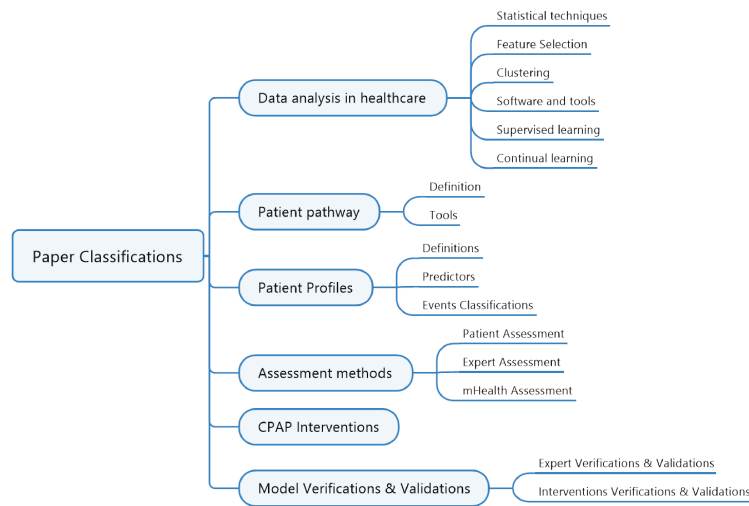 Paper Classifications
Data analysis in healthcare
Statistical techniques
Feature Selection
Clustering
Software and tools
Supervised learning
Continual learning
Patient pathway
Definition
Tools
Patient Profiles
Definitions
Predictors
Events Classifications
Assessment methods
Patient Assessment
Expert Assessment
mHealth Assessment
CPAP Interventions
Model Verifications & Validations
Expert Verifications & Validations
Interventions Verifications & Validations